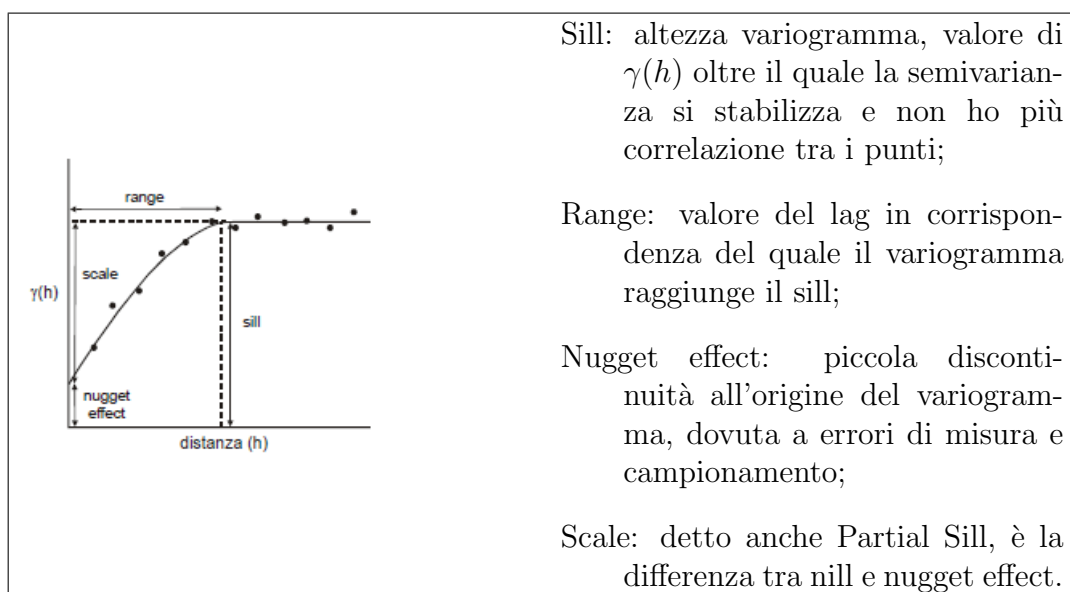 range
scale
γ(h)
sill
nugget
effect
distanza (h)
Sill: altezza variogramma, valore di
γ(h) oltre il quale la semivarian-
za si stabilizza e non ho più
correlazione tra i punti;
Range: valore del lag in corrispon-
denza del quale il variogramma
raggiunge il sill;
Nugget effect: piccola disconti-
nuità all'origine del variogram-
ma, dovuta a errori di misura e
campionamento;
Scale: detto anche Partial Sill, è la
differenza tra nill e nugget effect.